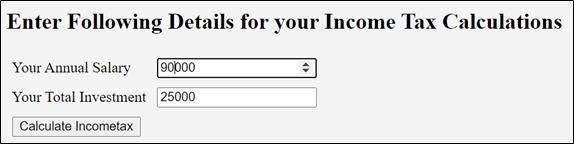 Enter Following Details for your Income Tax Calculations
Your Annual Salary 90000
Your Total Investment 25000
Calculate Incometax